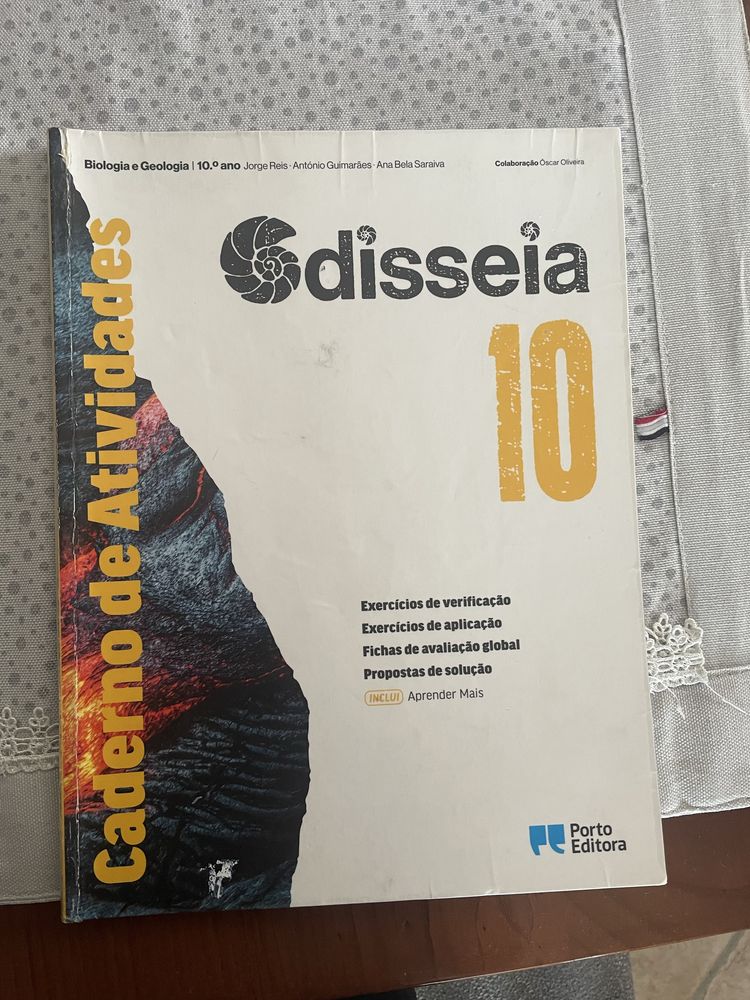 Biologia e Geologia | 10.º ano Jorge Reis · António Guimarães · Ana Bela Saraiva
Colaboração Óscar Oliveira
Odisseia
10
Caderno de Atividades
Exercícios de verificação
Exercícios de aplicação
Fichas de avaliação global
Propostas de solução
INCLUI Aprender Mais
Porto
Editora